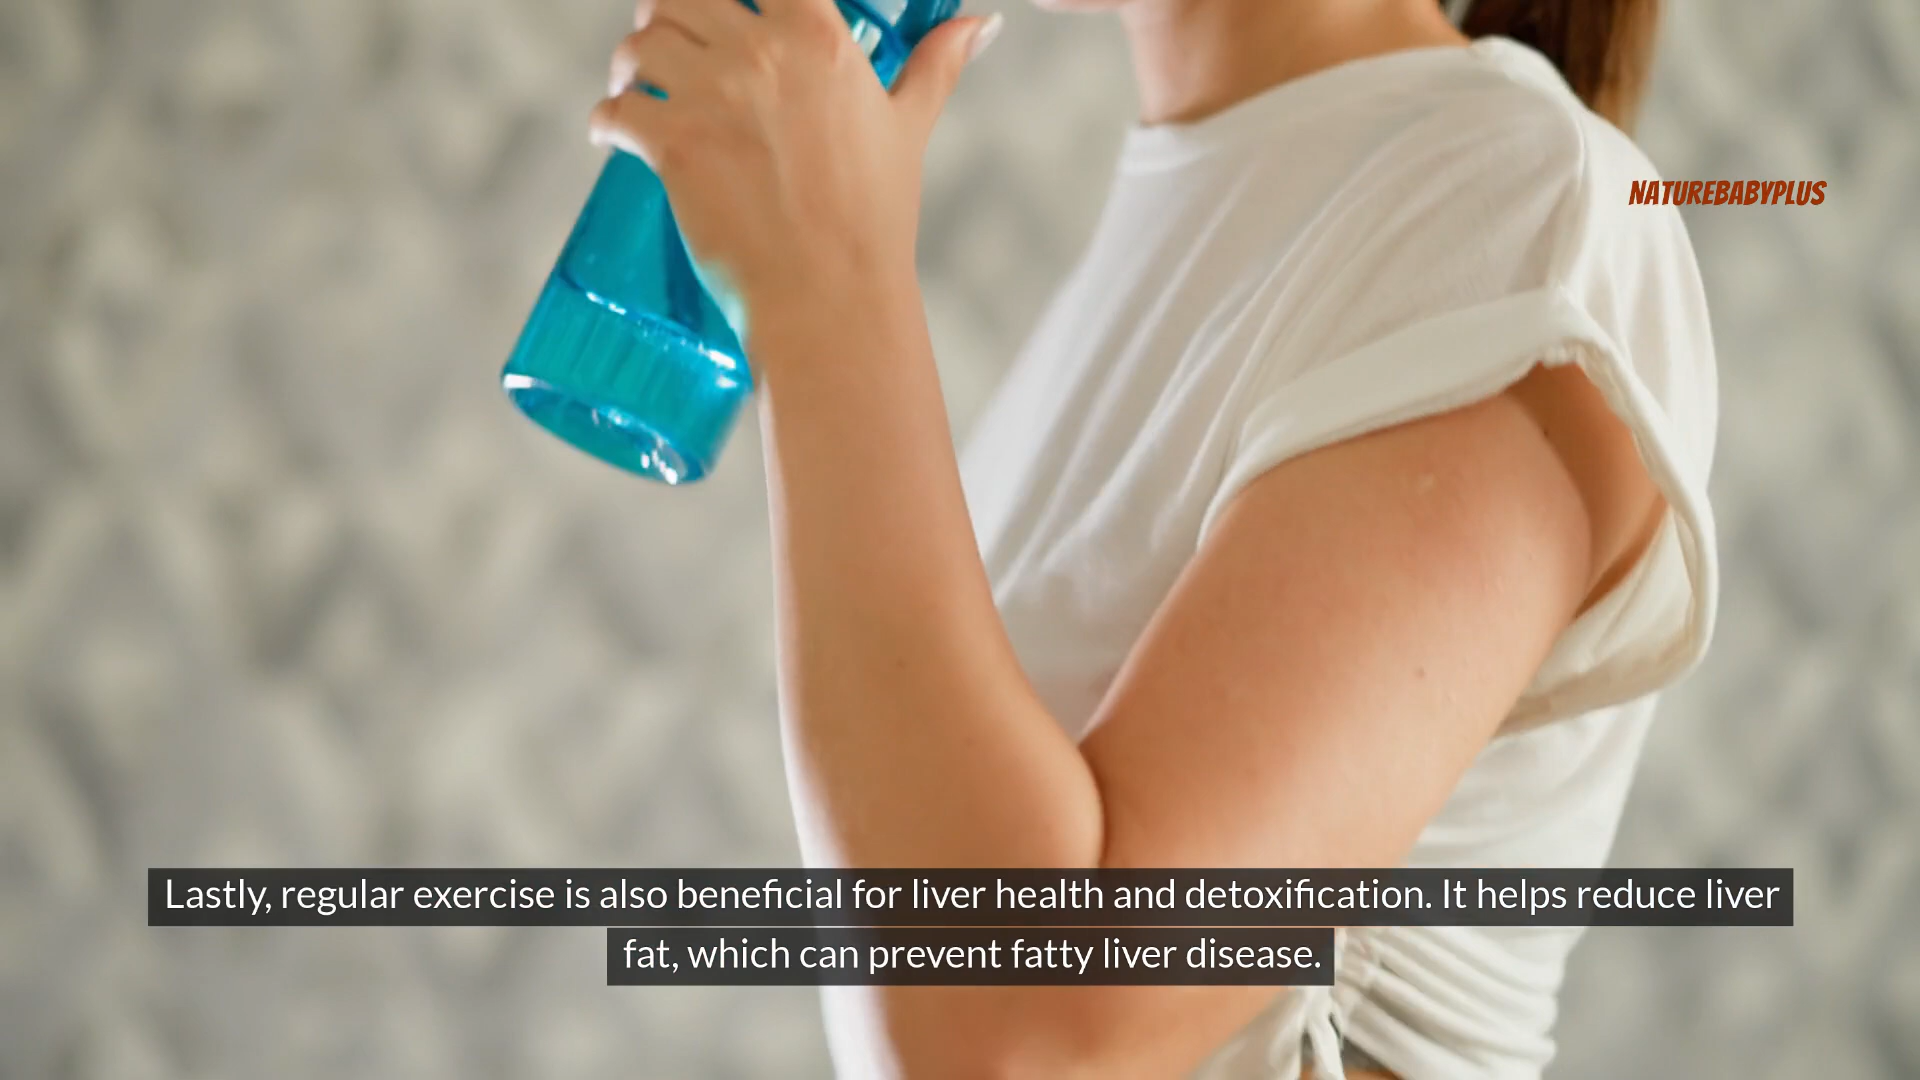 NATUREBABYPLUS
Lastly, regular exercise is also beneficial for liver health and detoxification. It helps reduce liver
fat, which can prevent fatty liver disease.